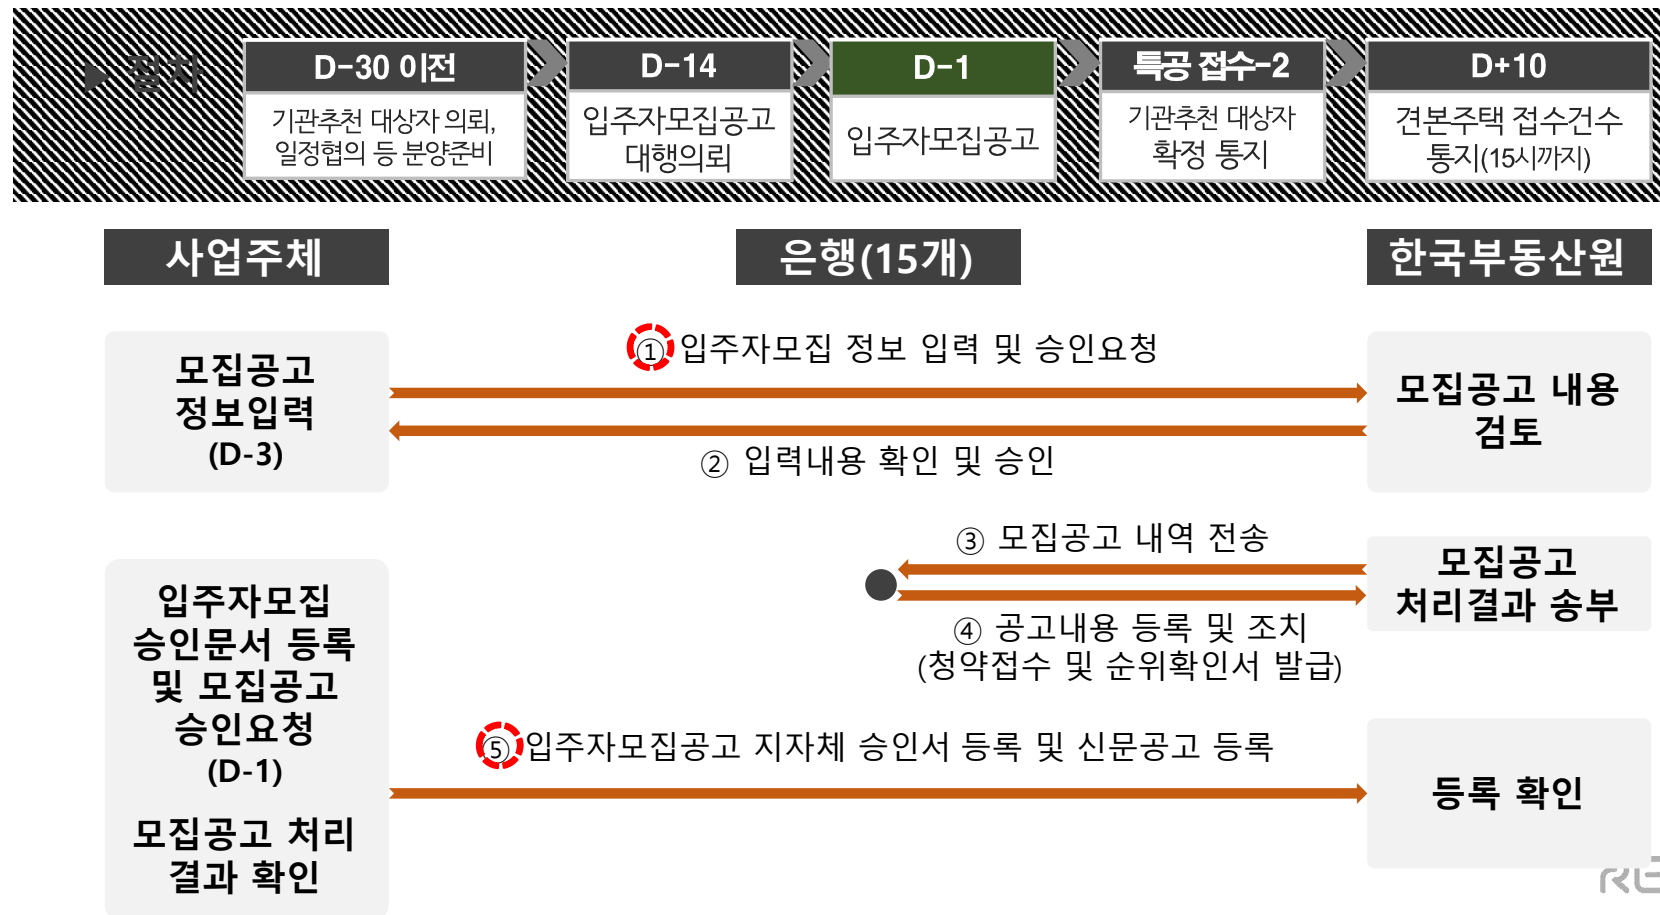 ▶ 절차
D-30 이전
기관추천 대상자 의뢰,
일정협의 등 분양준비
D-14
입주자모집공고
대행의뢰
D-1
입주자모집공고
특공 접수-2
기관추천 대상자
확정 통지
D+10
견본주택 접수건수
통지(15시까지)
사업주체
은행(15개)
한국부동산원
모집공고
정보입력
(D-3)
① 입주자모집 정보 입력 및 승인요청
② 입력내용 확인 및 승인
모집공고 내용
검토
③ 모집공고 내역 전송
④ 공고내용 등록 및 조치
(청약접수 및 순위확인서 발급)
모집공고
처리결과 송부
입주자모집
승인문서 등록
및 모집공고
승인요청
(D-1)
모집공고 처리
결과 확인
⑤ 입주자모집공고 지자체 승인서 등록 및 신문공고 등록
등록 확인